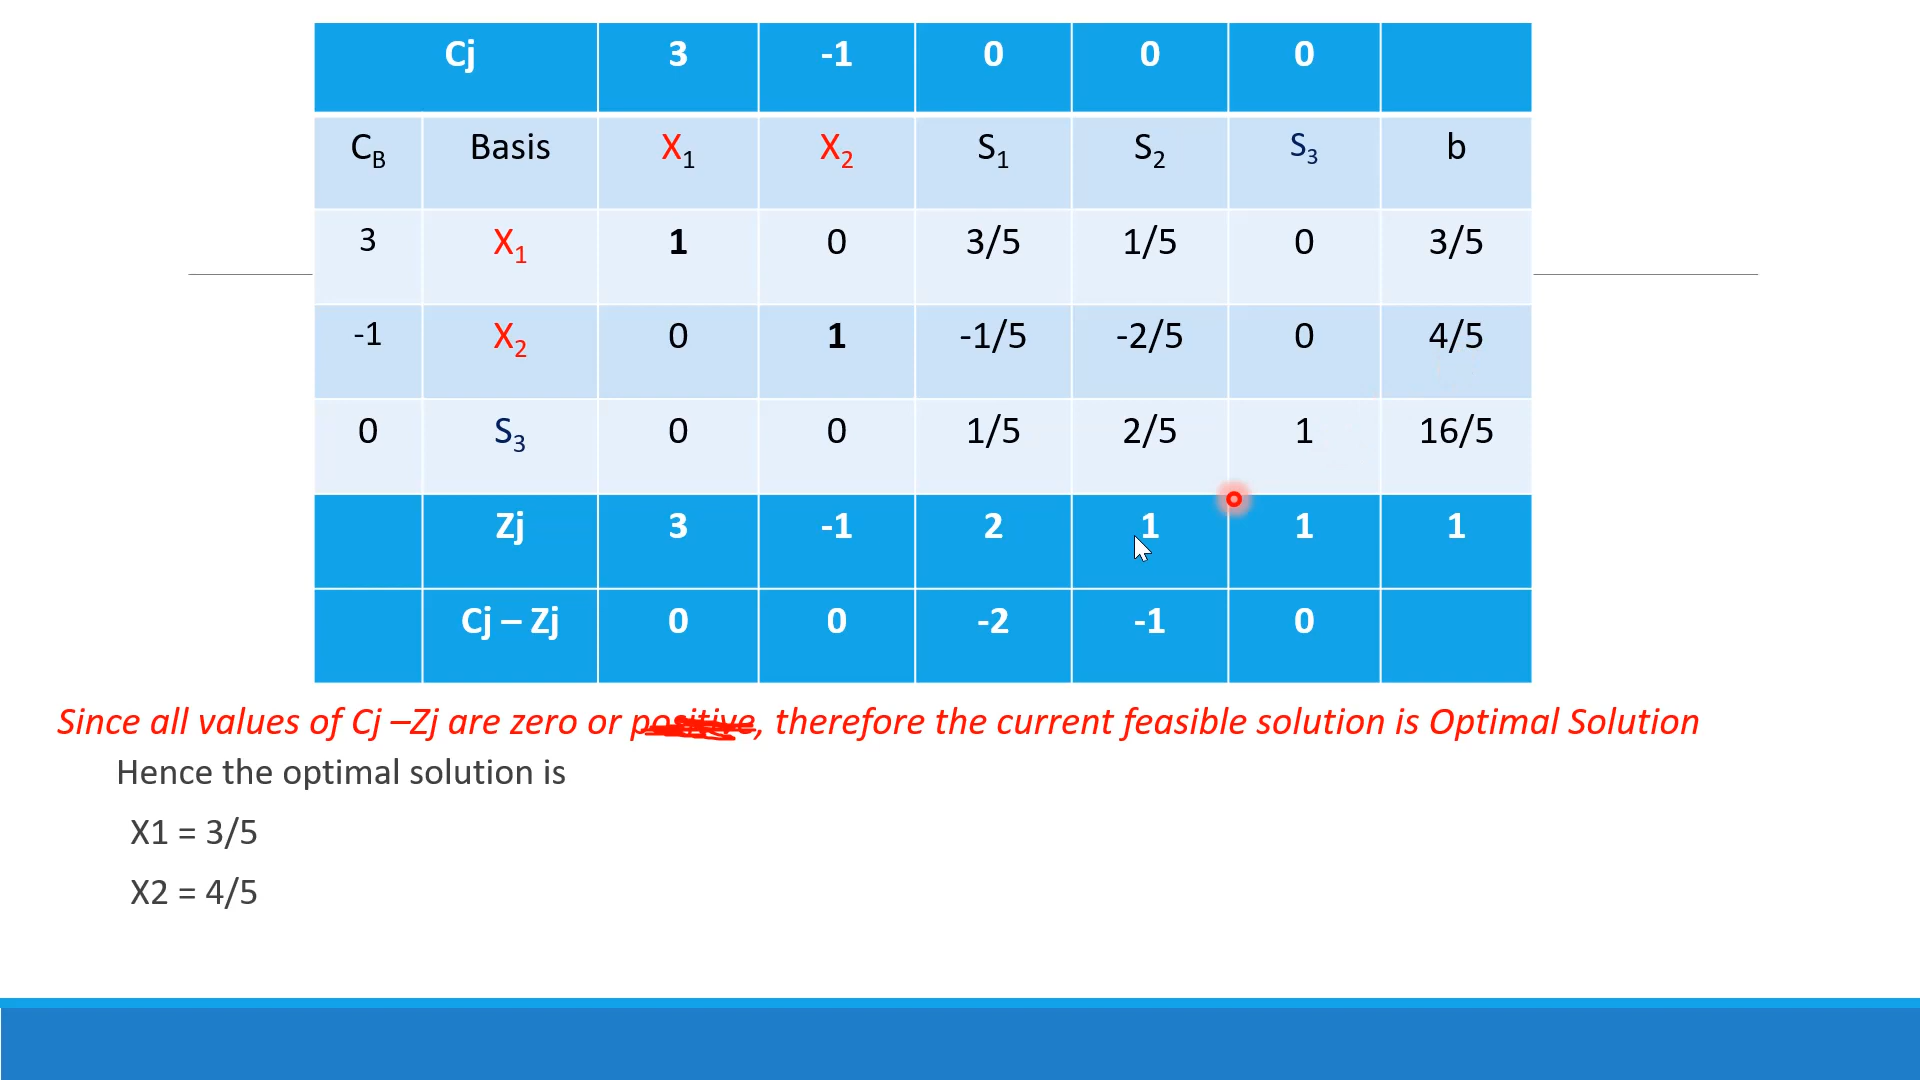 Cj 3 -1 0 0 0
CB Basis X1 X2 S1 S2 S3 b
3 X1 1 0 3/5 1/5 0 3/5
-1 X2 0 1 -1/5 -2/5 0 4/5
0 S3 0 0 1/5 2/5 1 16/5
Zj 3 -1 2 1 1 1
Cj – Zj 0 0 -2 -1 0
Since all values of Cj –Zj are zero or positive, therefore the current feasible solution is Optimal Solution
Hence the optimal solution is
X1 = 3/5
X2 = 4/5